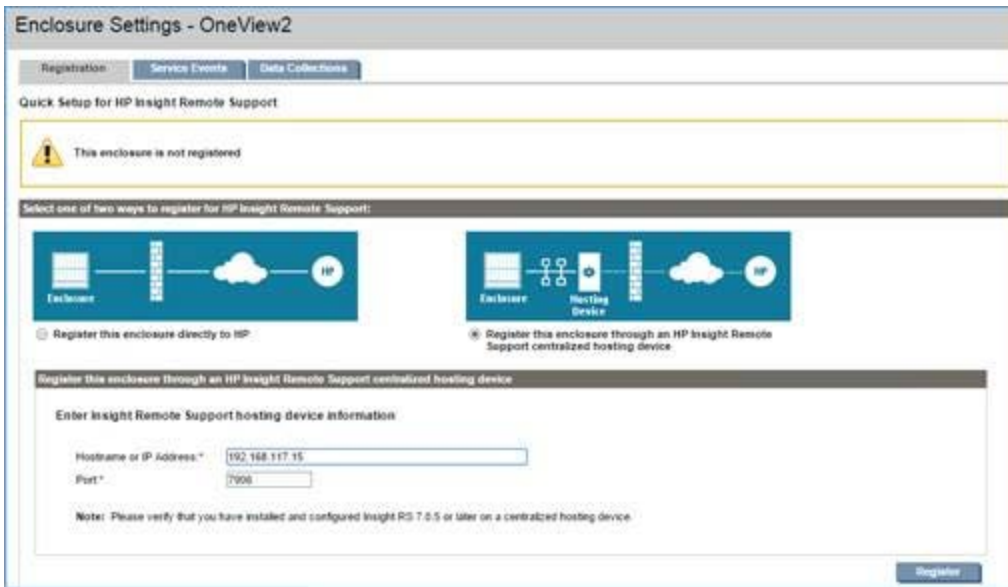 Enclosure Settings - OneView2
Registration
Service Events
Data Collections
Quick Setup for HP Insight Remote Support
This enclosure is not registered
Select one of two ways to register for HP Insight Remote Support:
Enclosure
HP
Enclosure
Hosting
Device
HP
Register this enclosure directly to HP
Register this enclosure through an HP Insight Remote
Support centralized hosting device
Register this enclosure through an HP Insight Remote Support centralized hosting device
Enter Insight Remote Support hosting device information
Hostname or IP Address:*
192.168.117.15
Port:*
7906
Note: Please verify that you have installed and configured Insight RS 7.0.5 or later on a centralized hosting device.
Register